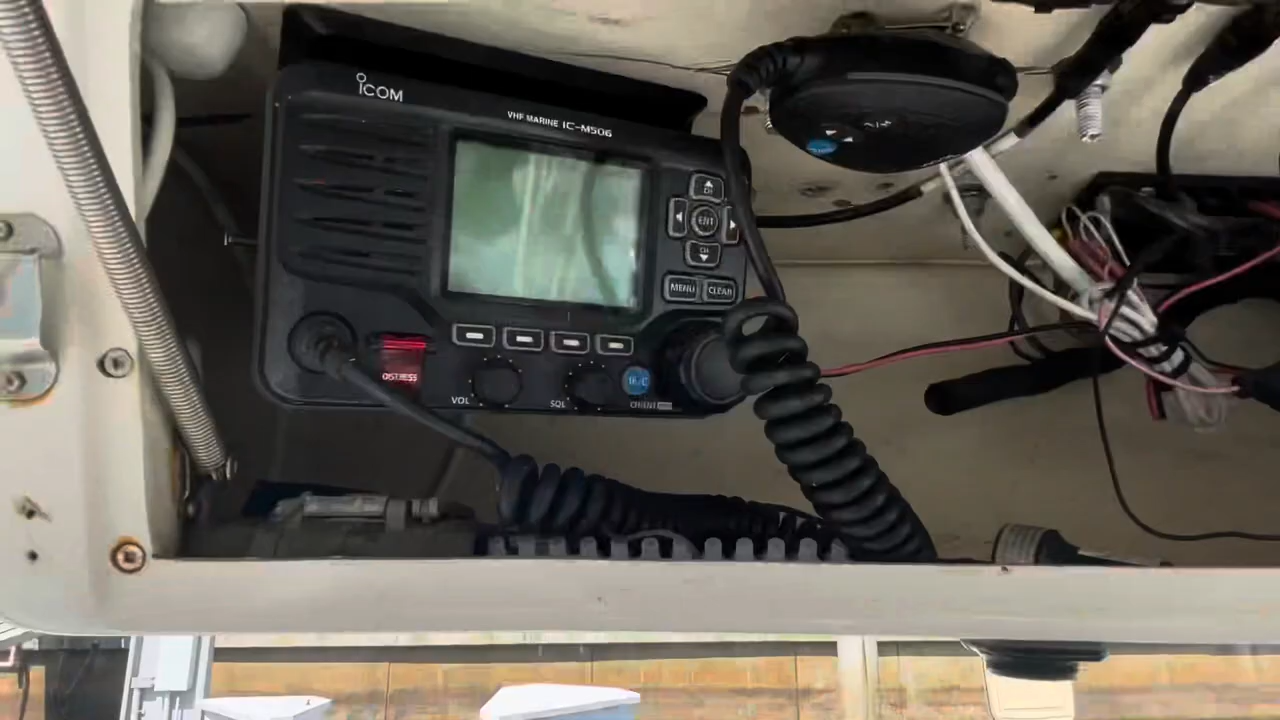 ICOM
VHF MARINE IC-M506
CH
ENT
CH
MENU
CLEAR
DISTRESS
VOL
SQL
16/C